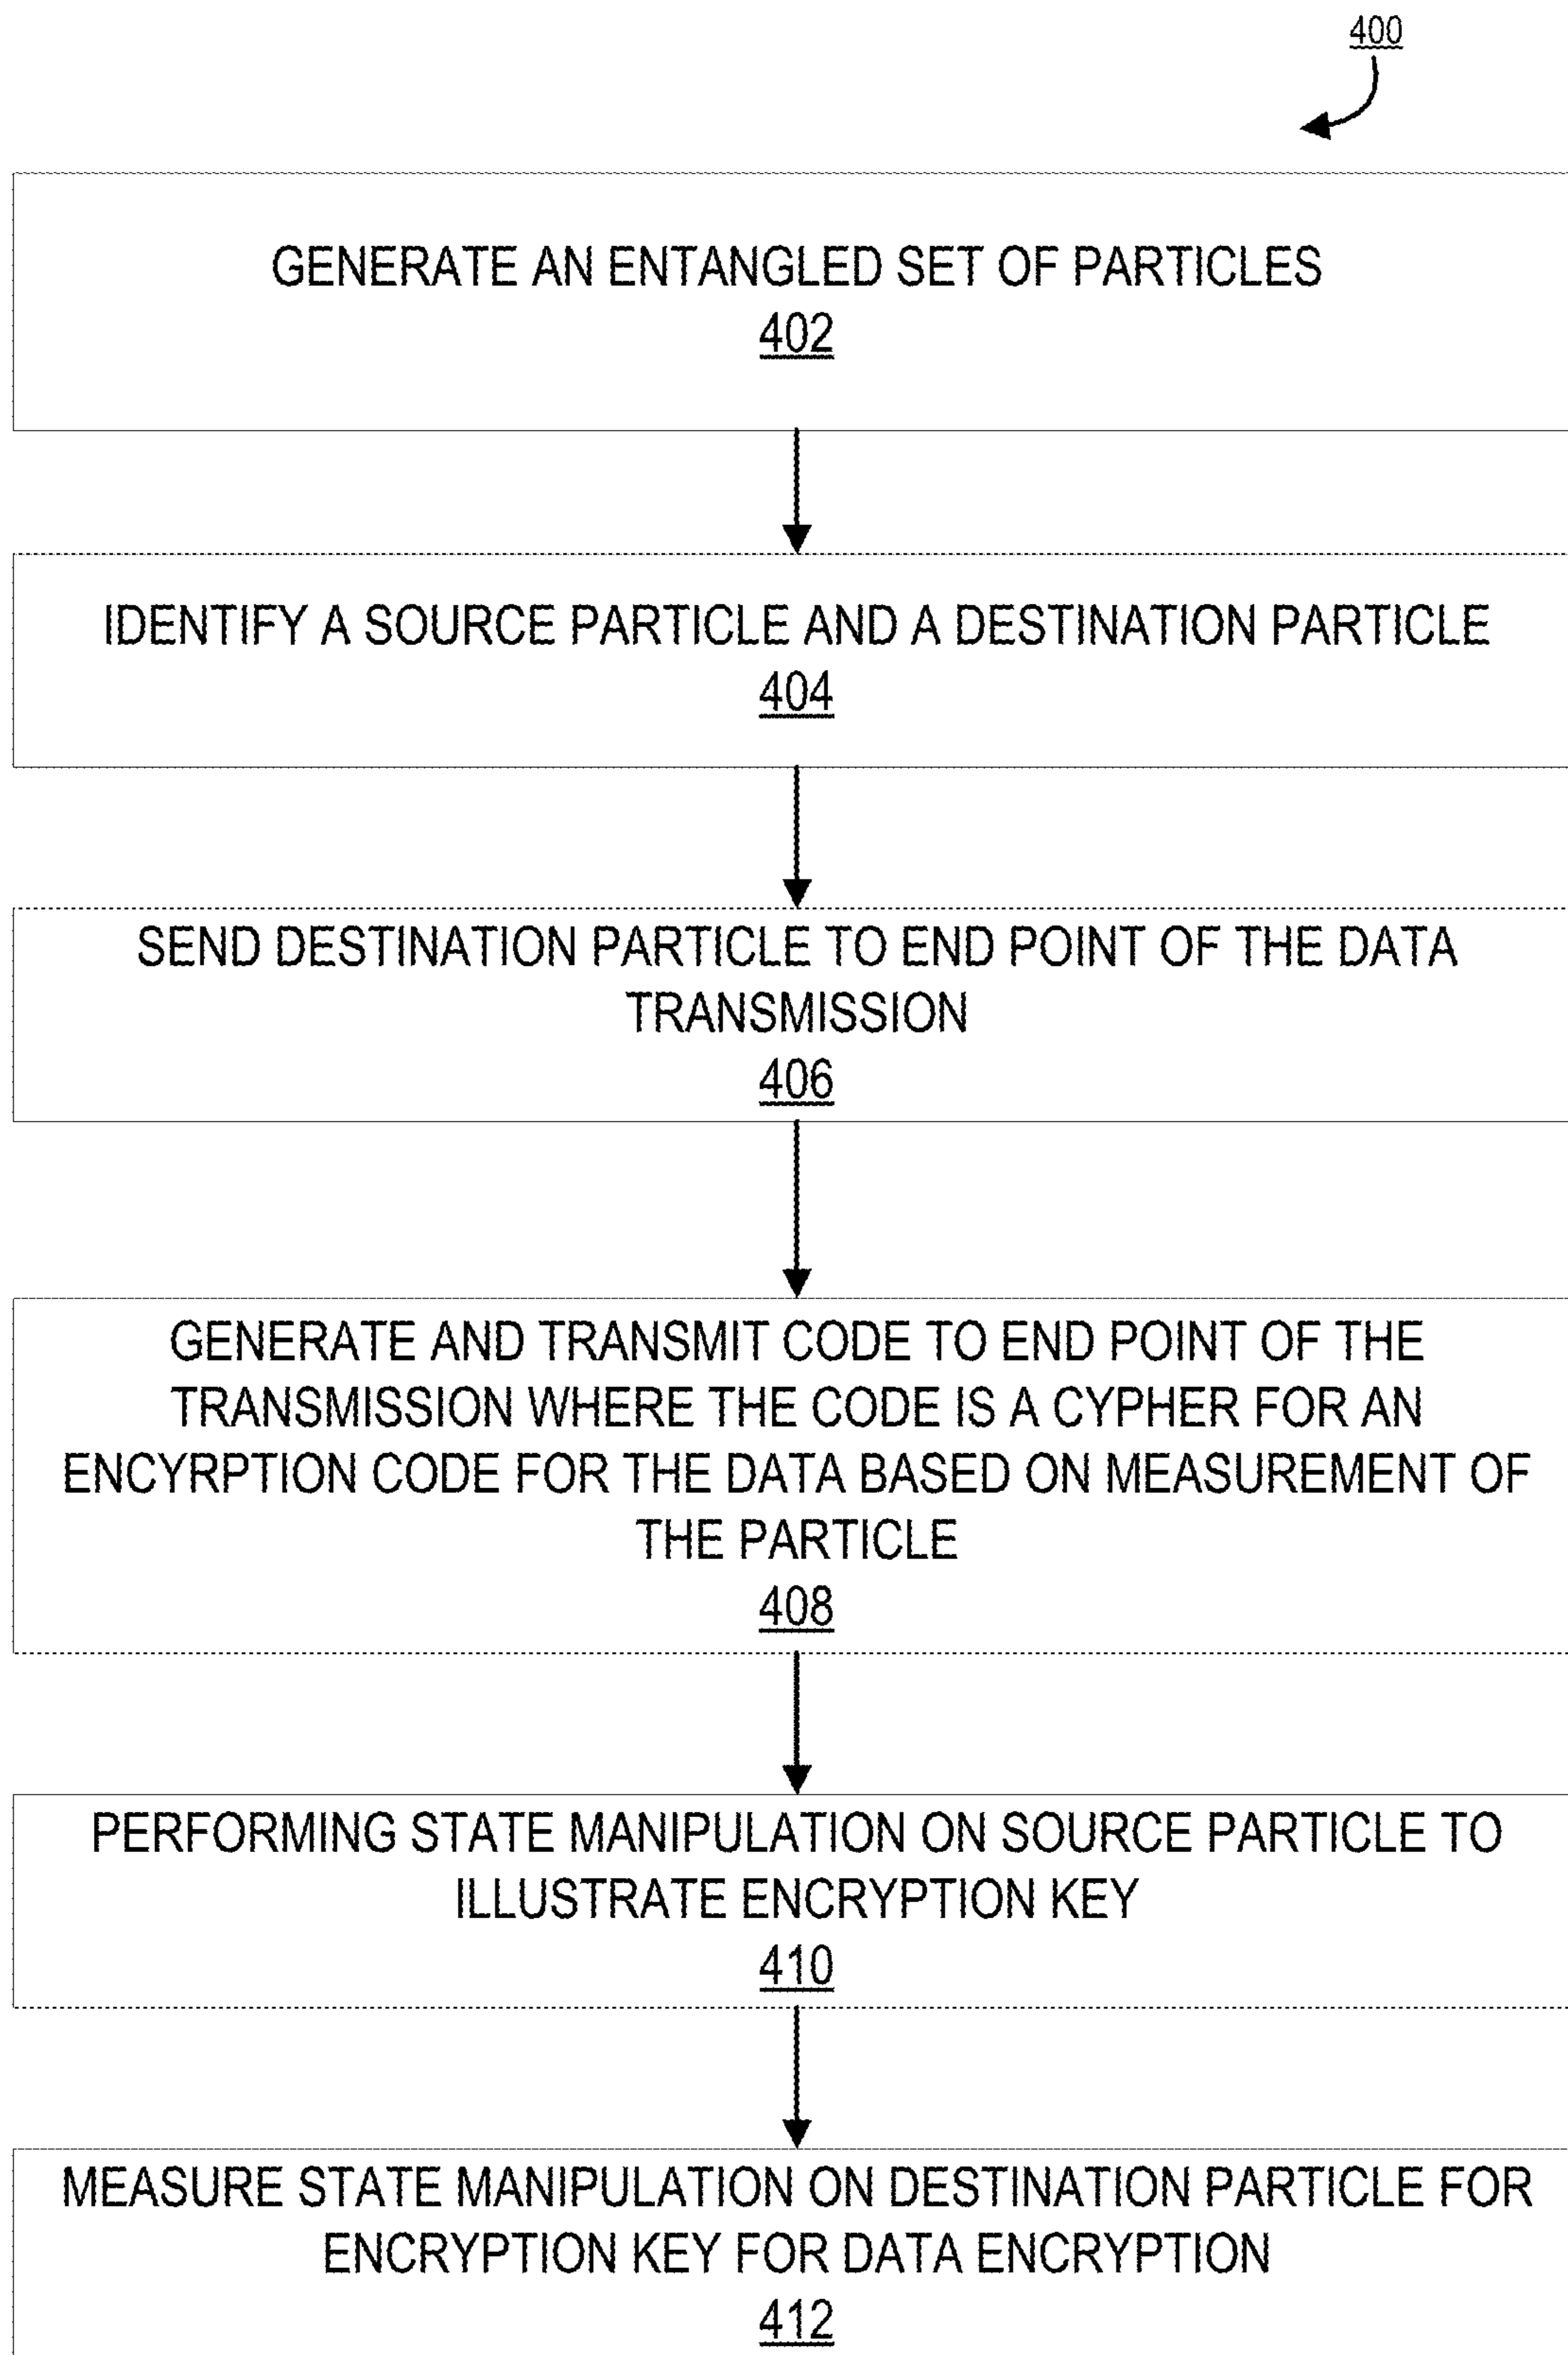 400
GENERATE AN ENTANGLED SET OF PARTICLES
402
IDENTIFY A SOURCE PARTICLE AND A DESTINATION PARTICLE
404
SEND DESTINATION PARTICLE TO END POINT OF THE DATA
TRANSMISSION
406
GENERATE AND TRANSMIT CODE TO END POINT OF THE
TRANSMISSION WHERE THE CODE IS A CYPHER FOR AN
ENCYRPTION CODE FOR THE DATA BASED ON MEASUREMENT OF
THE PARTICLE
408
PERFORMING STATE MANIPULATION ON SOURCE PARTICLE TO
ILLUSTRATE ENCRYPTION KEY
410
MEASURE STATE MANIPULATION ON DESTINATION PARTICLE FOR
ENCRYPTION KEY FOR DATA ENCRYPTION
412